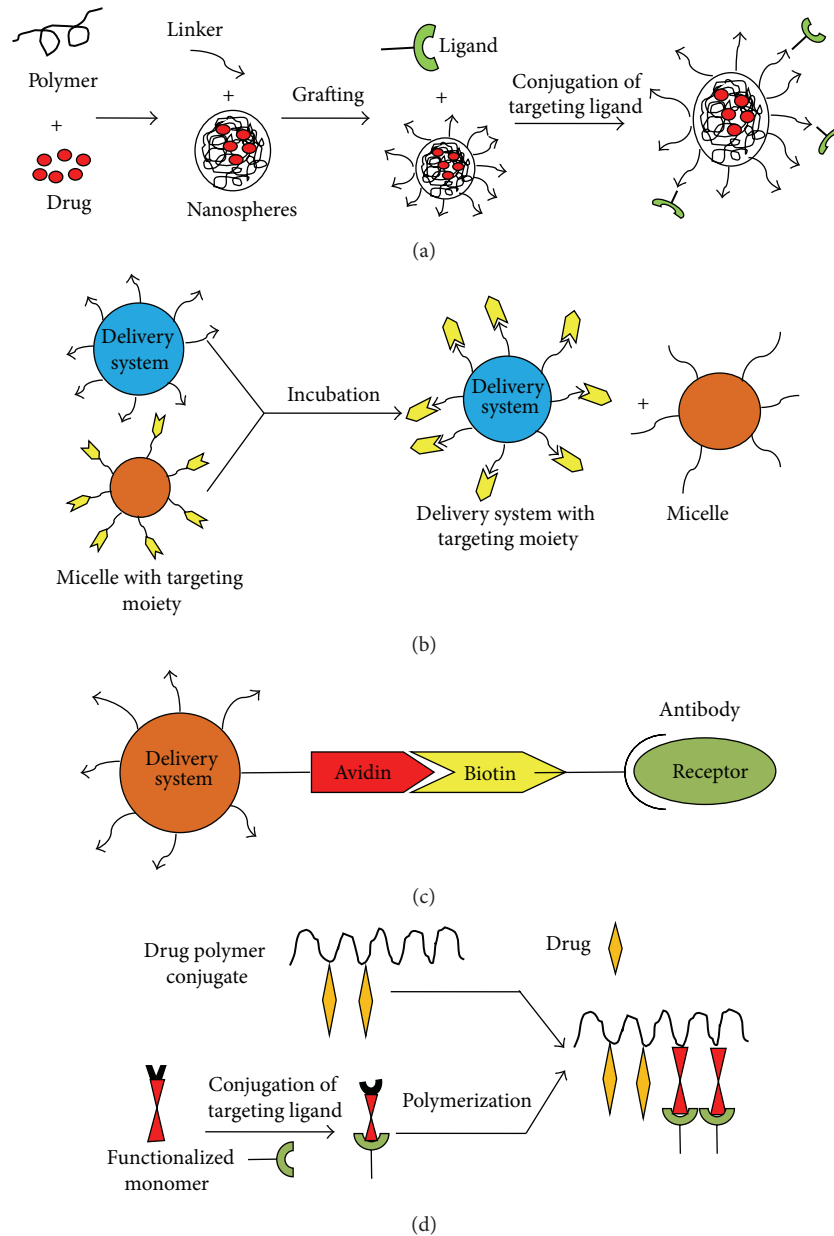 Linker
Polymer
+
Drug
+
Nanospheres
Grafting
Ligand
+
Conjugation of
targeting ligand
(a)
Delivery
system
Micelle with targeting
moiety
Incubation
Delivery
system
Delivery system with
targeting moiety
+
Micelle
(b)
Delivery
system
Avidin
Biotin
Antibody
Receptor
(c)
Drug polymer
conjugate
Drug
Functionalized
monomer
Conjugation of
targeting ligand
Polymerization
(d)